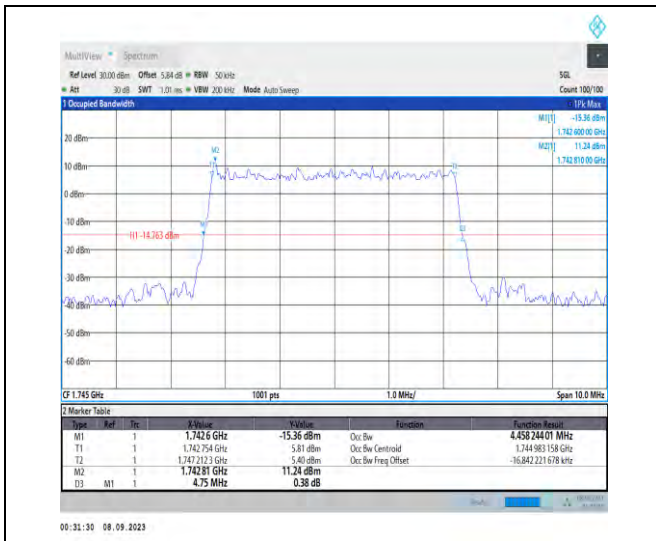 MultiView Spectrum
Ref Level 30.00 dBm Offset 5.84 dB RBW 50 kHz SGL
Att 30 dB SWT 1.01 ms VBW 200 kHz Mode Auto Sweep Count 100/100
1 Occupied Bandwidth 1Pk Max
M1[1] -15.36 dBm
1.742 600 00 GHz
M2[1] 11.24 dBm
1.742 810 00 GHz
20 dBm
M2
10 dBm
0 dBm
-10 dBm
H1 -14.763 dBm
-20 dBm
-30 dBm
-40 dBm
-50 dBm
-60 dBm
CF 1.745 GHz 1001 pts 1.0 MHz/ Span 10.0 MHz
2 Marker Table
Type Ref Trc X-Value Y-Value Function Function Result
M1 1 1.7426 GHz -15.36 dBm Occ Bw 4.458 244 01 MHz
T1 1 1.742 754 GHz 5.81 dBm Occ Bw Centroid 1.744 983 158 GHz
T2 1 1.747 212 3 GHz 5.40 dBm Occ Bw Freq Offset -16.842 221 678 kHz
M2 1 1.742 81 GHz 11.24 dBm
D3 M1 1 4.75 MHz 0.38 dB
00:31:30 08.09.2023